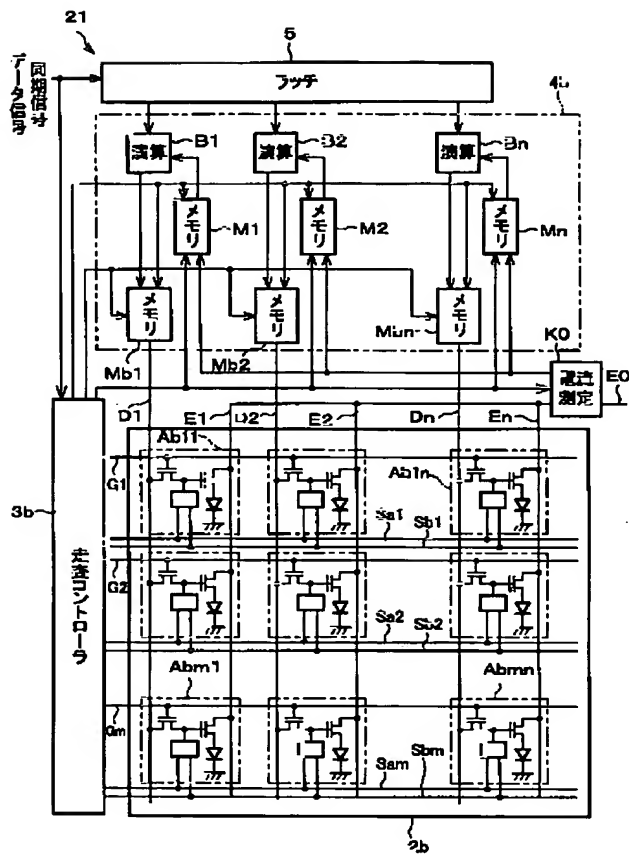 21
5
同期信号
データ信号
ラッチ
4b
演算
B1
演算
B2
演算
Bn
メモリ
M1
メモリ
M2
メモリ
Mn
メモリ
Mb1
メモリ
Mb2
メモリ
Mbn
K0
電流測定
E0
D1
E1
D2
E2
Dn
En
Ab11
Ab1n
G1
Sa1
Sb1
3b
走査コントローラ
G2
Sa2
Sb2
Abm1
Abmn
Gm
Sam
Sbm
2b